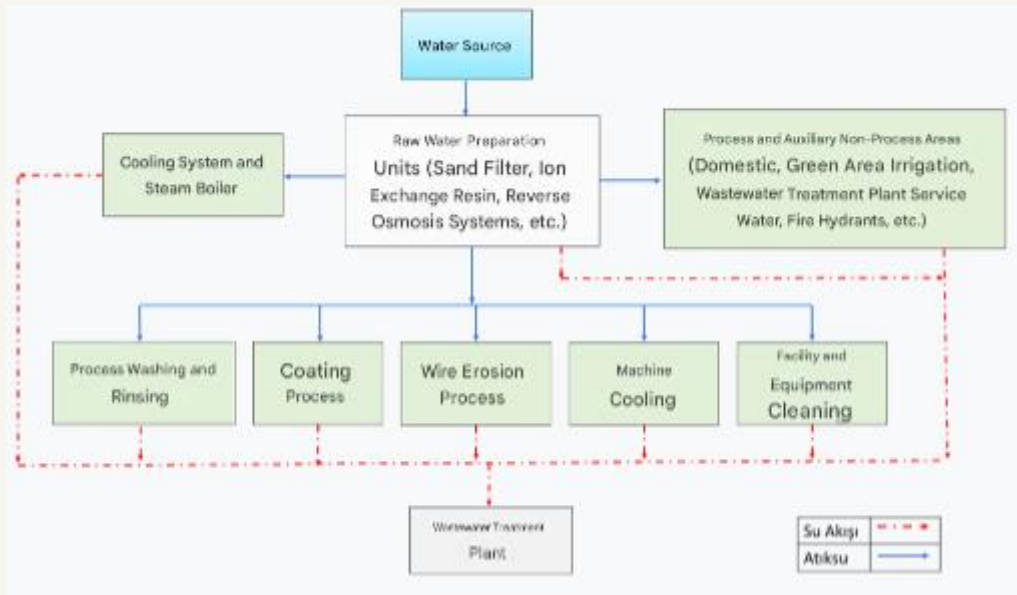 Water Source
Raw Water Preparation
Units (Sand Filter, Ion
Exchange Resin, Reverse
Osmosis Systems, etc.)
Cooling System and
Steam Boiler
Process and Auxiliary Non-Process Areas
(Domestic, Green Area Irrigation,
Wastewater Treatment Plant Service
Water, Fire Hydrants, etc.)
Process Washing and
Rinsing
Coating
Process
Wire Erosion
Process
Machine
Cooling
Facility and
Equipment
Cleaning
Wastewater Treatment
Plant
Su Akışı
Atıksu